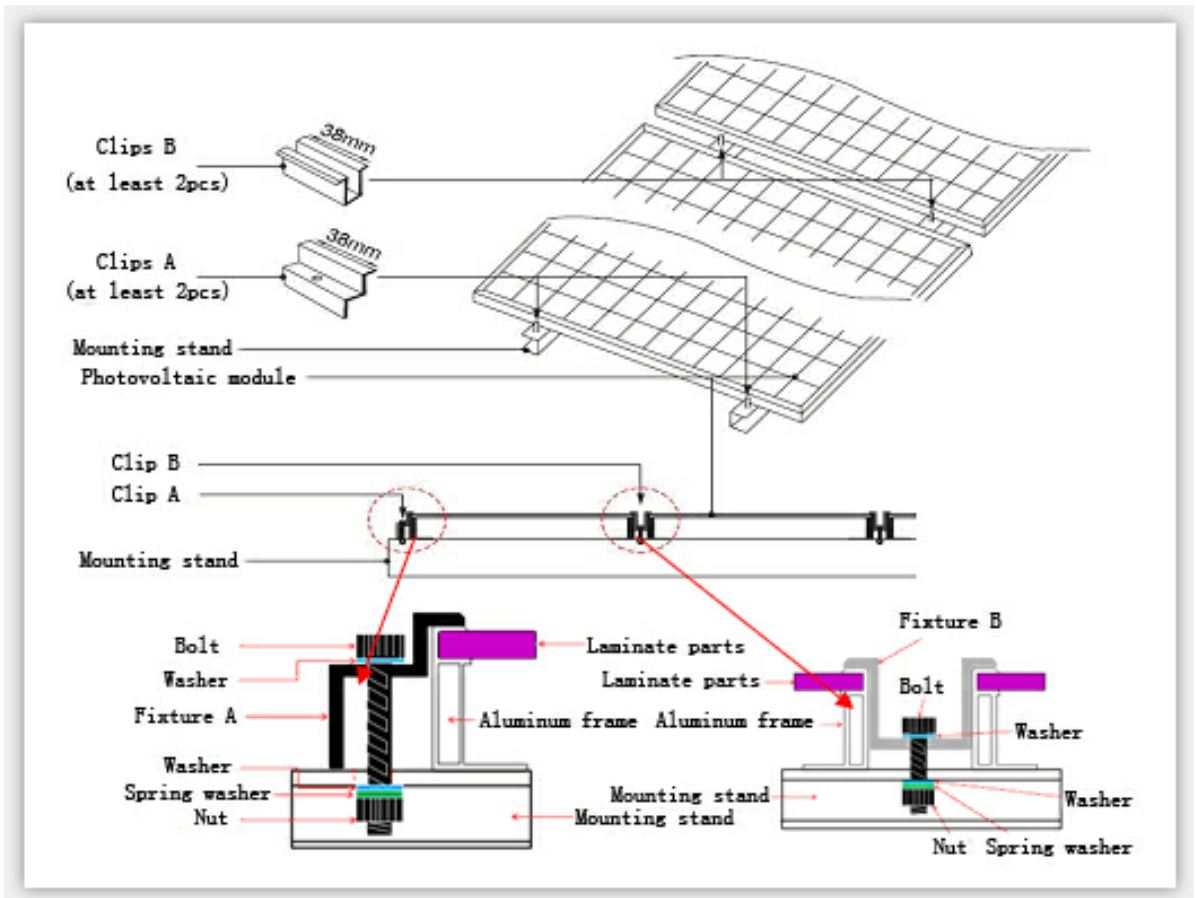 38mm
Clips B
(at least 2pcs)
38mm
Clips A
(at least 2pcs)
Mounting stand
Photovoltaic module
Clip B
Clip A
Mounting stand
Bolt
Washer
Fixture A
Washer
Spring washer
Nut
Laminate parts
Aluminum frame
Mounting stand
Fixture B
Laminate parts
Bolt
Aluminum frame
Washer
Mounting stand
Washer
Nut
Spring washer